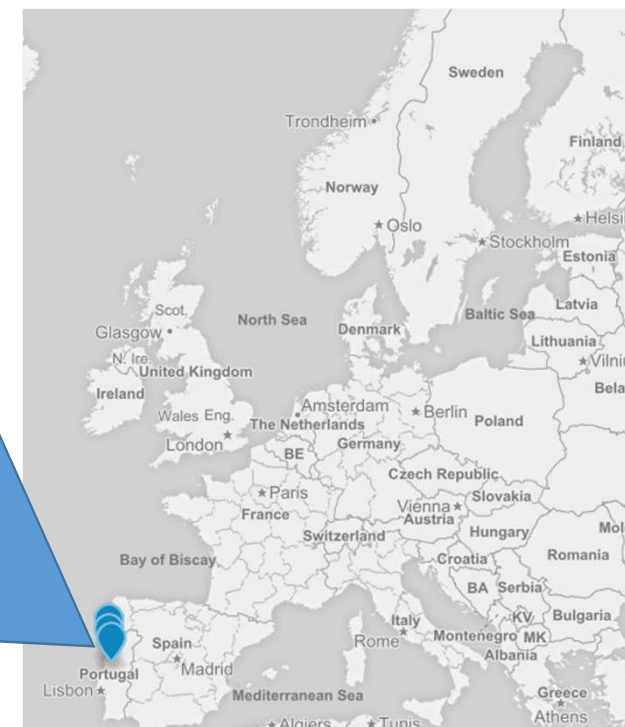 Sweden
Trondheim
Finland
Norway
Oslo
Helsi
Stockholm
Estonia
Scot.
North Sea
Baltic Sea
Latvia
Glasgow
Denmark
Lithuania
N. Ire.
United Kingdom
Vilniu
Ireland
Bela
Wales Eng.
Amsterdam
Berlin
The Netherlands
Poland
London
Germany
BE
Czech Republic
Paris
Slovakia
Vienna
France
Austria
Switzerland
Hungary
Mol
Bay of Biscay
Croatia
Romania
BA
Serbia
Italy
KV
Bulgaria
Spain
Rome
Montenegro
MK
Portugal
Madrid
Albania
Lisbon
Mediterranean Sea
Greece
Algiers
Tunis
Athens